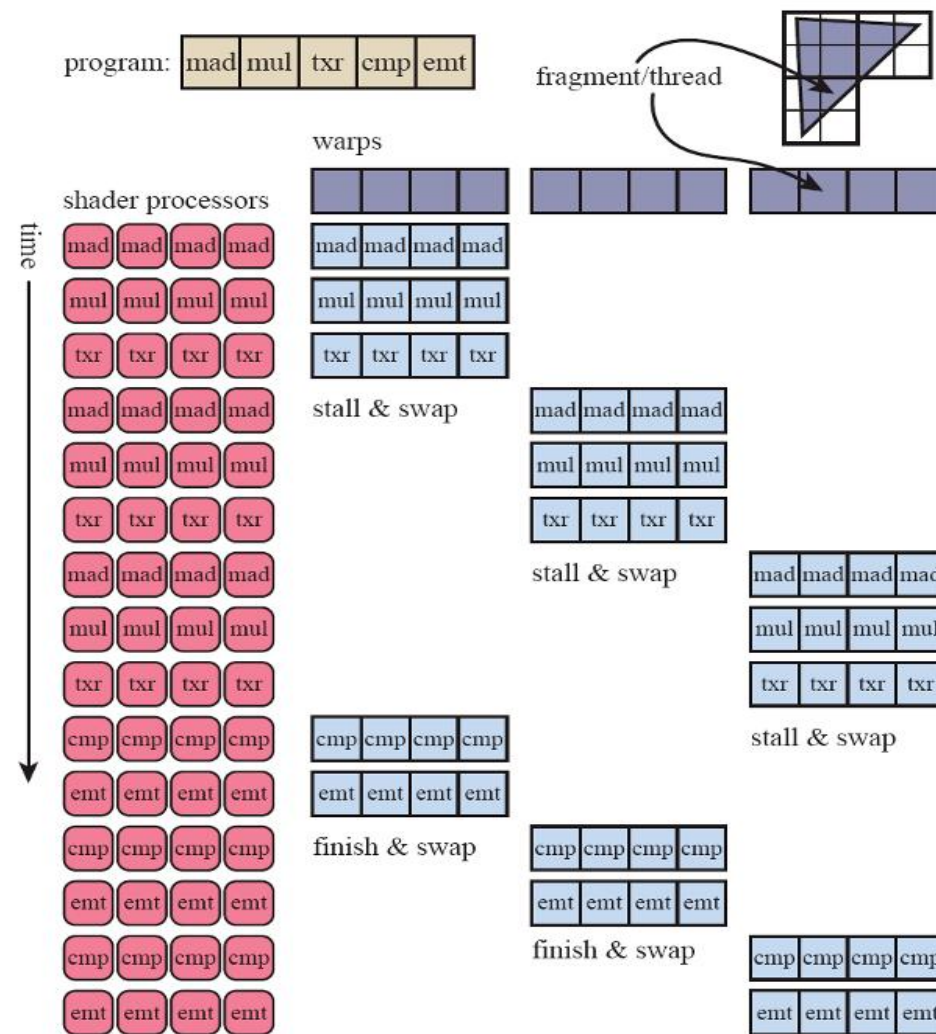 program: mad mul txr cmp emt
fragment/thread
warps
shader processors
time
mad mad mad mad mad mad mad mad
mul mul mul mul mul mul mul mul
txr txr txr txr txr txr txr txr
stall & swap
mad mad mad mad mad mad mad mad
mul mul mul mul mul mul mul mul
txr txr txr txr txr txr txr txr
stall & swap
mad mad mad mad mad mad mad mad
mul mul mul mul mul mul mul mul
txr txr txr txr txr txr txr txr
stall & swap
cmp cmp cmp cmp cmp cmp cmp cmp
emt emt emt emt emt emt emt emt
finish & swap
cmp cmp cmp cmp cmp cmp cmp cmp
emt emt emt emt emt emt emt emt
finish & swap
cmp cmp cmp cmp cmp cmp cmp cmp
emt emt emt emt emt emt emt emt